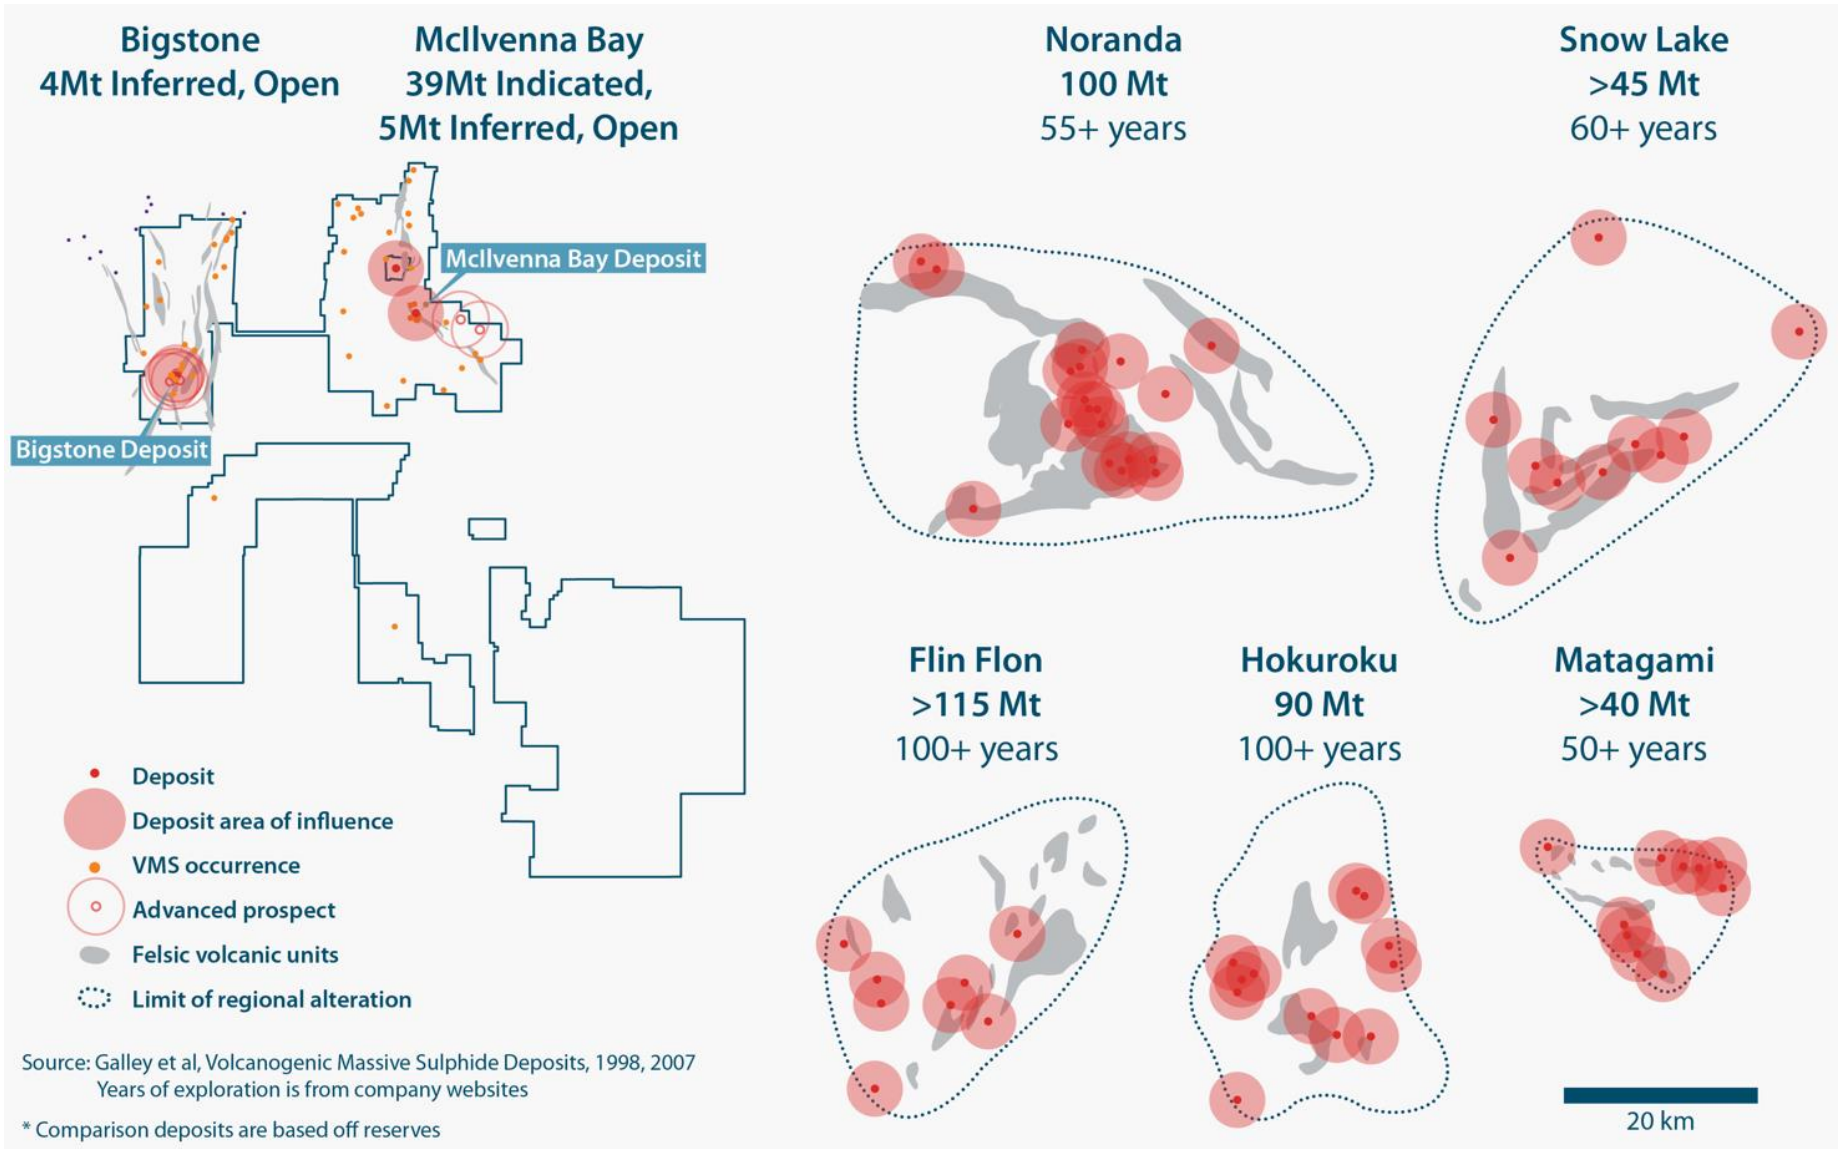 Bigstone
4Mt Inferred, Open
McIlvenna Bay
39Mt Indicated,
5Mt Inferred, Open
Noranda
100 Mt
55+ years
Snow Lake
>45 Mt
60+ years
McIlvenna Bay Deposit
Bigstone Deposit
Flin Flon
>115 Mt
100+ years
Hokuroku
90 Mt
100+ years
Matagami
>40 Mt
50+ years
Deposit
Deposit area of influence
VMS occurrence
Advanced prospect
Felsic volcanic units
Limit of regional alteration
Source: Galley et al, Volcanogenic Massive Sulphide Deposits, 1998, 2007
Years of exploration is from company websites
* Comparison deposits are based off reserves
20 km